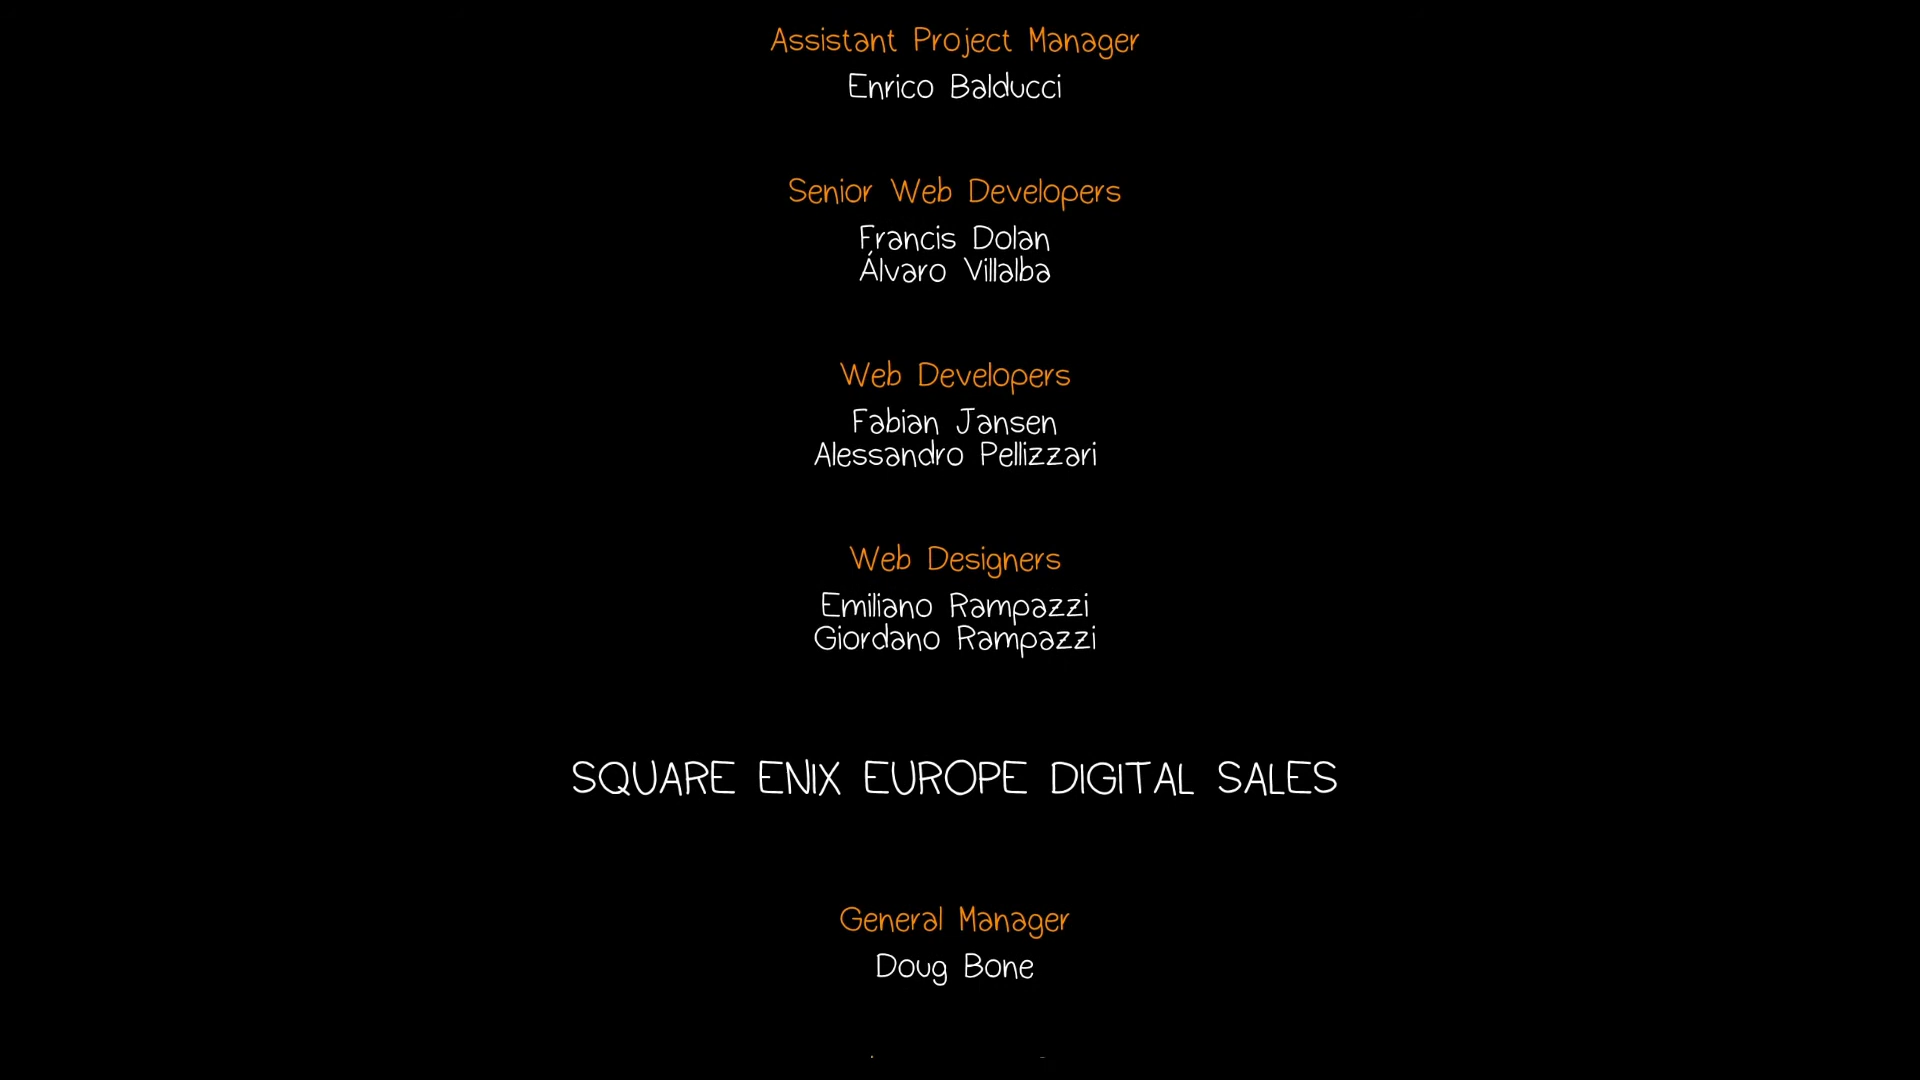 Assistant Project Manager
Enrico Balducci
Senior Web Developers
Francis Dolan
Álvaro Villalba
Web Developers
Fabian Jansen
Alessandro Pellizzari
Web Designers
Emiliano Rampazzi
Giordano Rampazzi
SQUARE ENIX EUROPE DIGITAL SALES
General Manager
Doug Bone